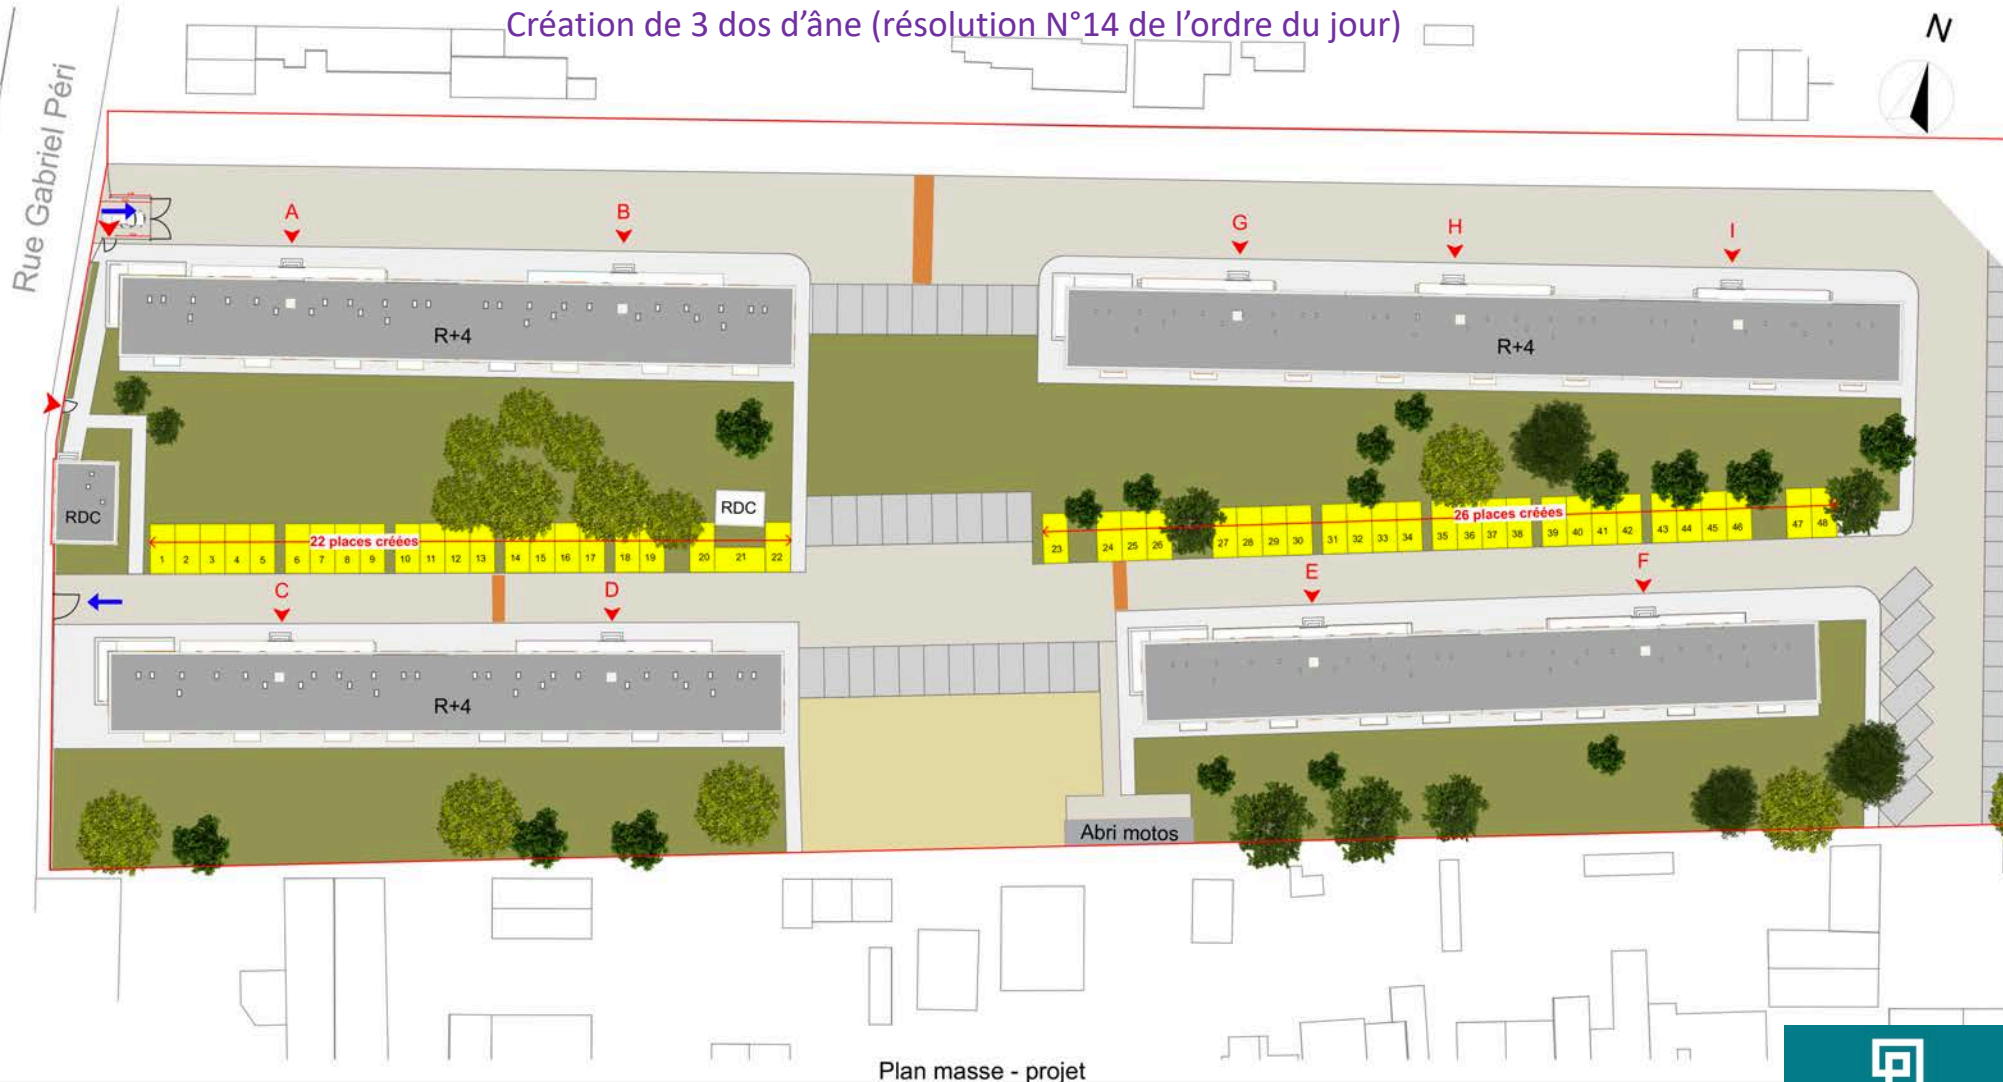 Création de 3 dos d'âne (résolution N°14 de l'ordre du jour)
N
Rue Gabriel Péri
A
B
G
H
I
R+4
R+4
RDC
RDC
22 places créées
1 2 3 4 5 6 7 8 9 10 11 12 13 14 15 16 17 18 19 20 21 22
26 places créées
23 24 25 26 27 28 29 30 31 32 33 34 35 36 37 38 39 40 41 42 43 44 45 46 47 48
C
D
E
F
R+4
Abri motos
Plan masse - projet